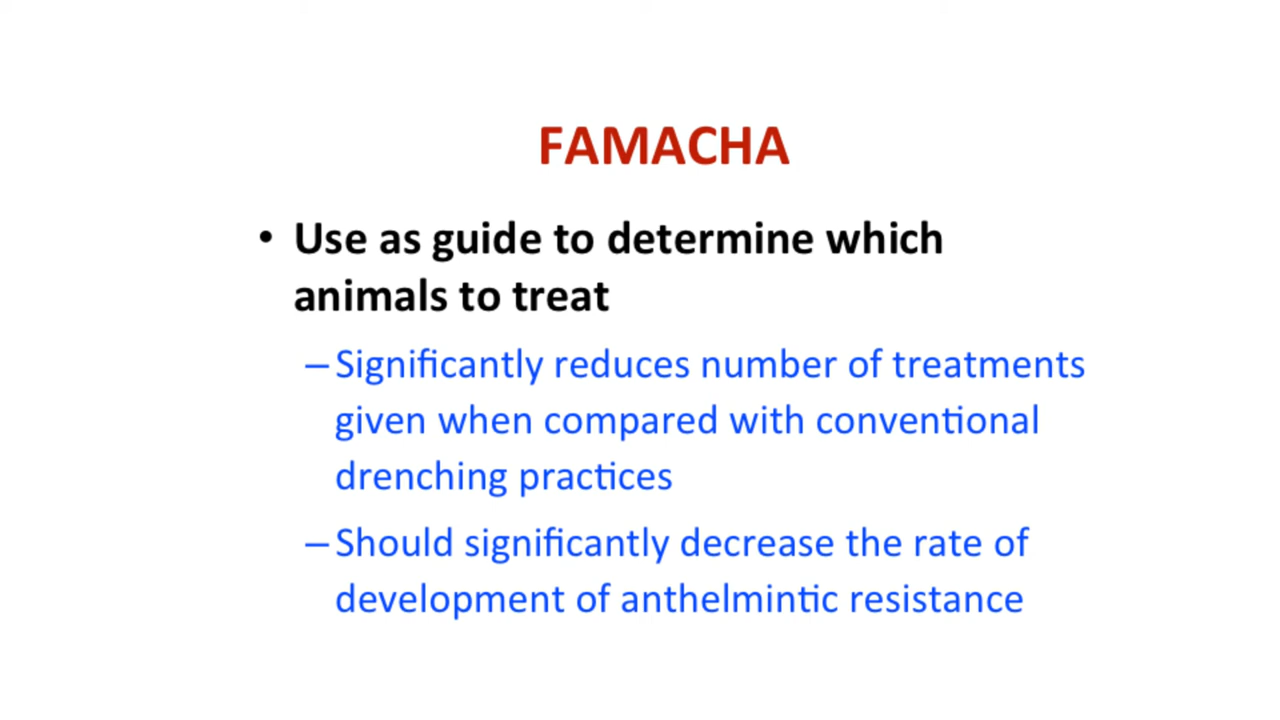 FAMACHA
• Use as guide to determine which
animals to treat
– Significantly reduces number of treatments
given when compared with conventional
drenching practices
– Should significantly decrease the rate of
development of anthelmintic resistance